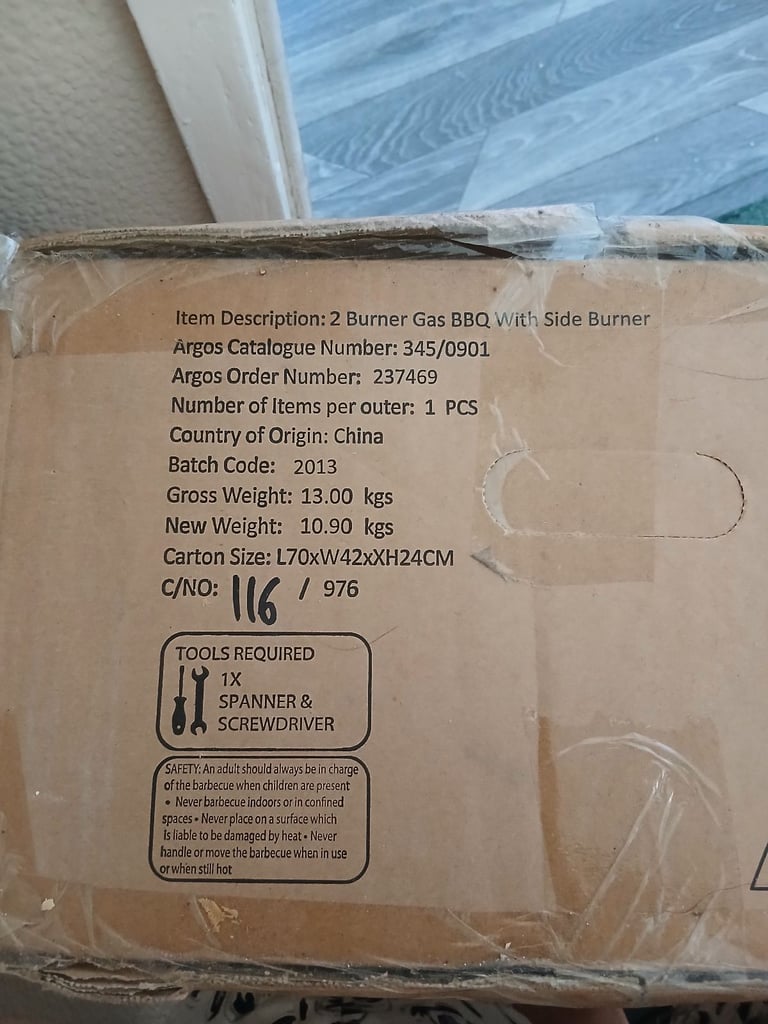 Item Description: 2 Burner Gas BBQ With Side Burner
Argos Catalogue Number: 345/0901
Argos Order Number: 237469
Number of Items per outer: 1 PCS
Country of Origin: China
Batch Code: 2013
Gross Weight: 13.00 kgs
New Weight: 10.90 kgs
Carton Size: L70xW42xXH24CM
C/NO: 116 / 976
TOOLS REQUIRED
1X
SPANNER &
SCREWDRIVER
SAFETY: An adult should always be in charge
of the barbecue when children are present
• Never barbecue indoors or in confined
spaces • Never place on a surface which
is liable to be damaged by heat • Never
handle or move the barbecue when in use
or when still hot